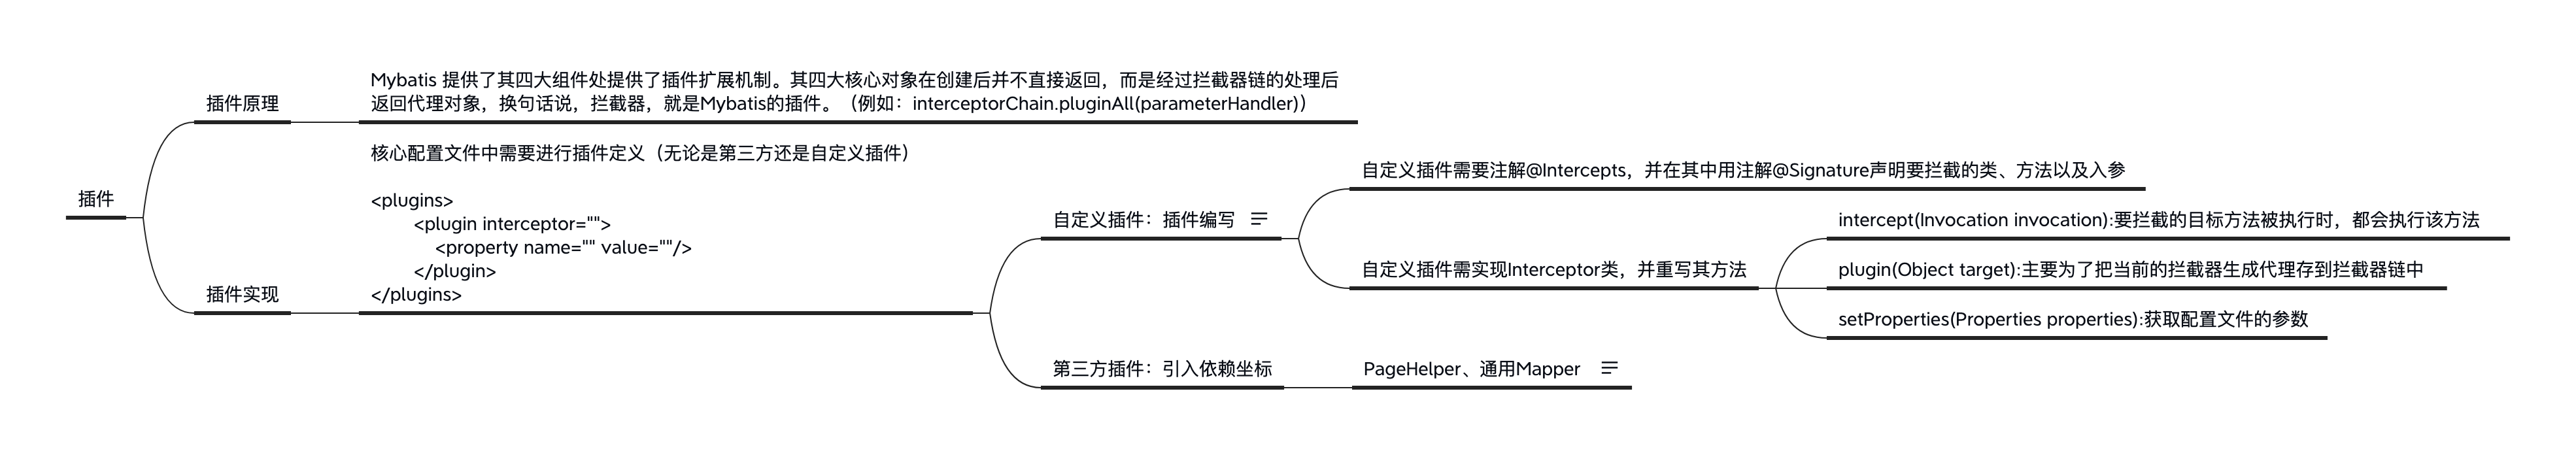 插件
插件原理
Mybatis 提供了其四大组件处提供了插件扩展机制。其四大核心对象在创建后并不直接返回，而是经过拦截器链的处理后
返回代理对象，换句话说，拦截器，就是Mybatis的插件。（例如：interceptorChain.pluginAll(parameterHandler)）
插件实现
核心配置文件中需要进行插件定义（无论是第三方还是自定义插件）
<plugins>
<plugin interceptor="">
<property name="" value=""/>
</plugin>
</plugins>
自定义插件：插件编写
自定义插件需要注解@Intercepts，并在其中用注解@Signature声明要拦截的类、方法以及入参
自定义插件需实现Interceptor类，并重写其方法
intercept(Invocation invocation):要拦截的目标方法被执行时，都会执行该方法
plugin(Object target):主要为了把当前的拦截器生成代理存到拦截器链中
setProperties(Properties properties):获取配置文件的参数
第三方插件：引入依赖坐标
PageHelper、通用Mapper